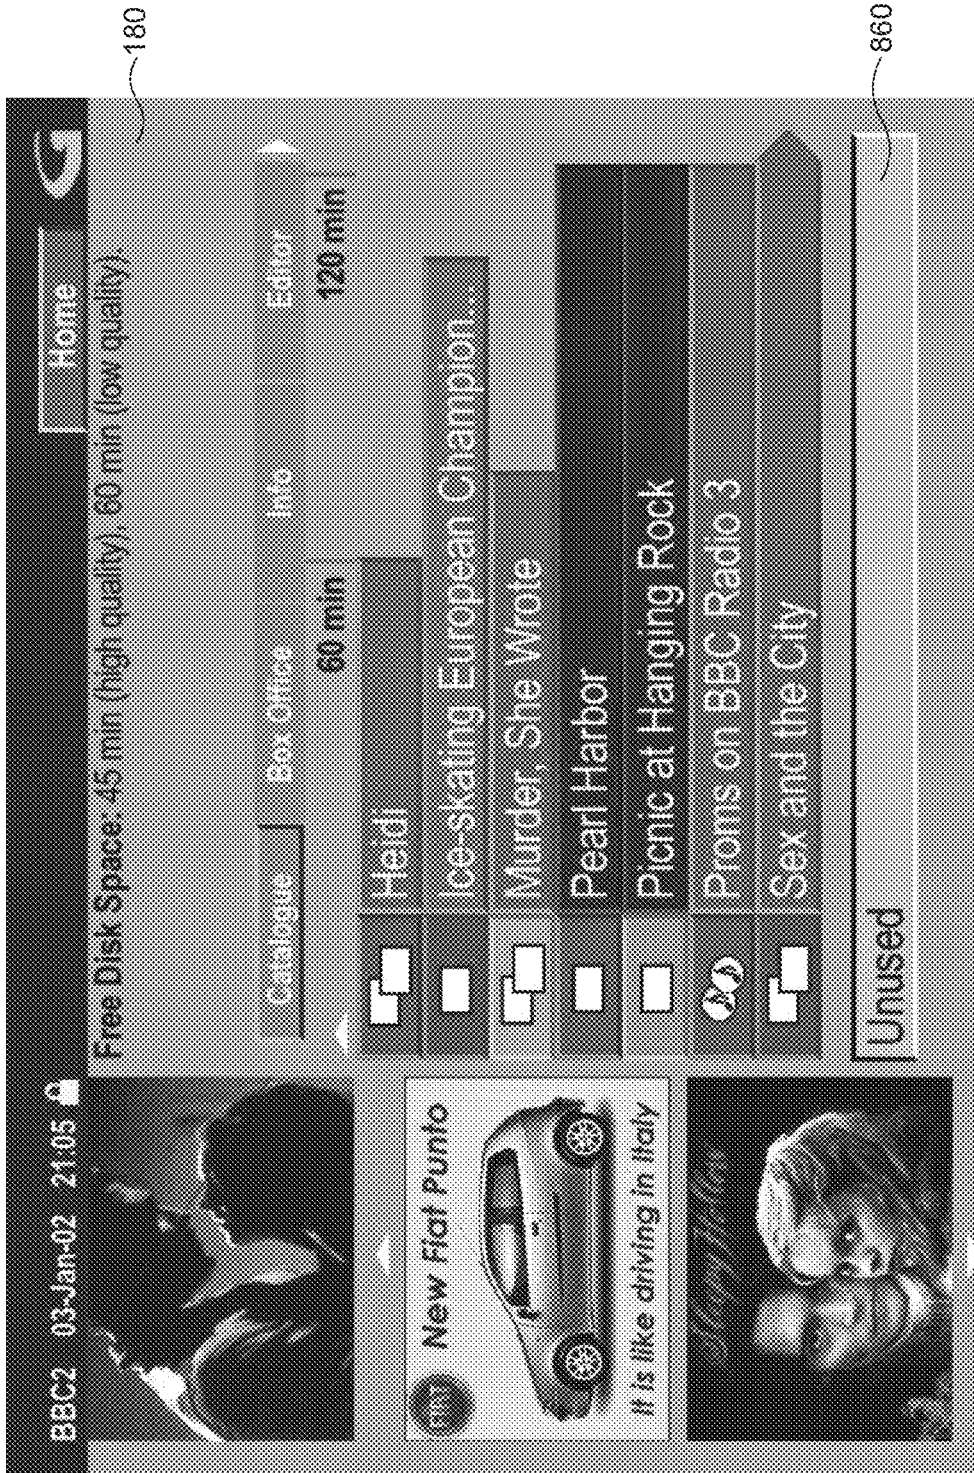 BBC2 03-Jan-02 21:05
Home
G
Free Disk Space: 45 min (high quality), 60 min (low quality).
Catalogue Box Office Info Editor
60 min 120 min
Heidi
Ice-skating European Champion...
Murder, She Wrote
Pearl Harbor
Picnic at Hanging Rock
Proms on BBC Radio 3
Sex and the City
Unused
New Fiat Punto
FIAT
It is like driving in Italy
180
860